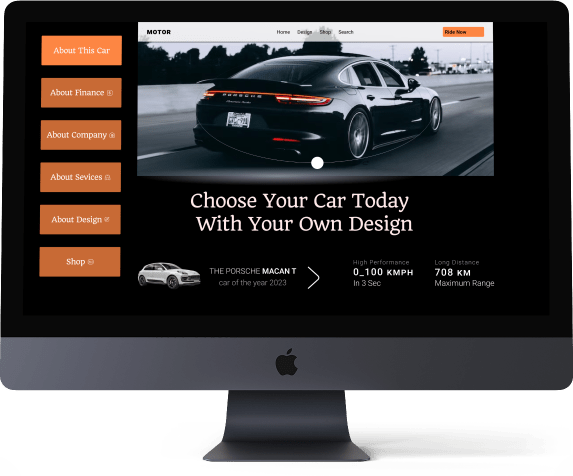 MOTOR
Home Design Shop Search
Ride Now
About This Car
About Finance
About Company
About Sevices
About Design
Shop
PORSCHE
Choose Your Car Today
With Your Own Design
THE PORSCHE MACAN T
car of the year 2023
High Performance
0_100 KMPH
In 3 Sec
Long Distance
708 KM
Maximum Range